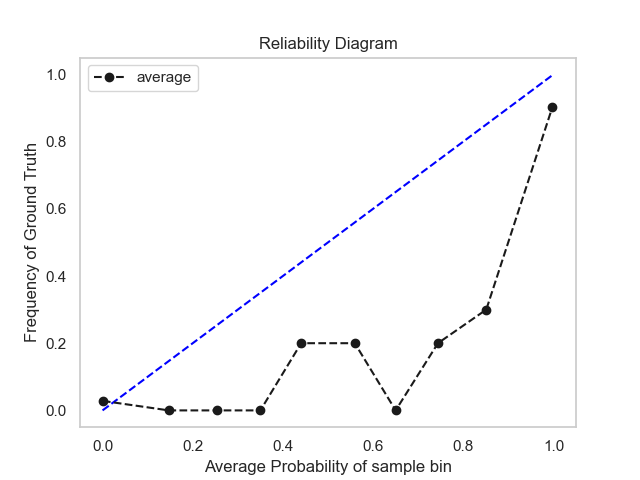 Reliability Diagram
average
1.0
0.8
0.6
0.4
0.2
0.0
Frequency of Ground Truth
0.0 0.2 0.4 0.6 0.8 1.0
Average Probability of sample bin